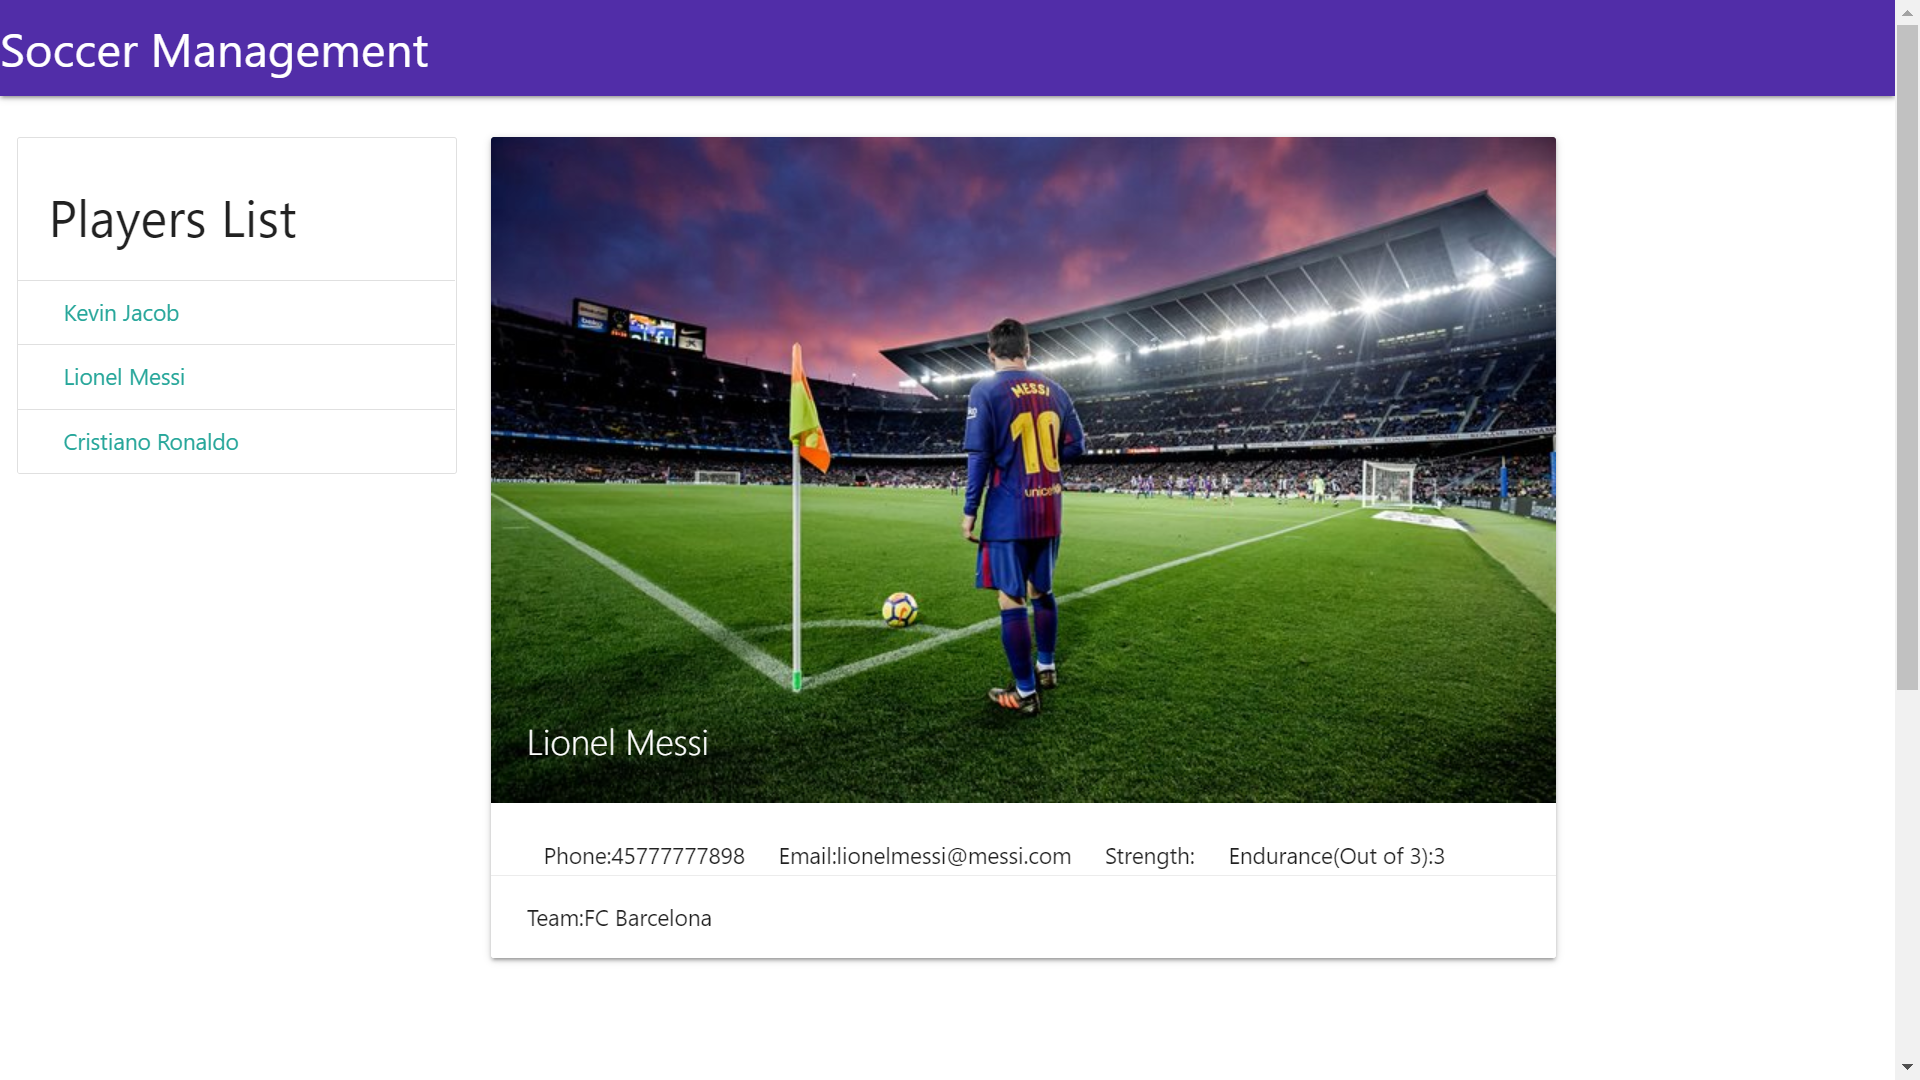 Soccer Management
Players List
Kevin Jacob
Lionel Messi
Cristiano Ronaldo
MESSI
10
Lionel Messi
Phone:45777777898 Email:lionelmessi@messi.com Strength: Endurance(Out of 3):3
Team:FC Barcelona